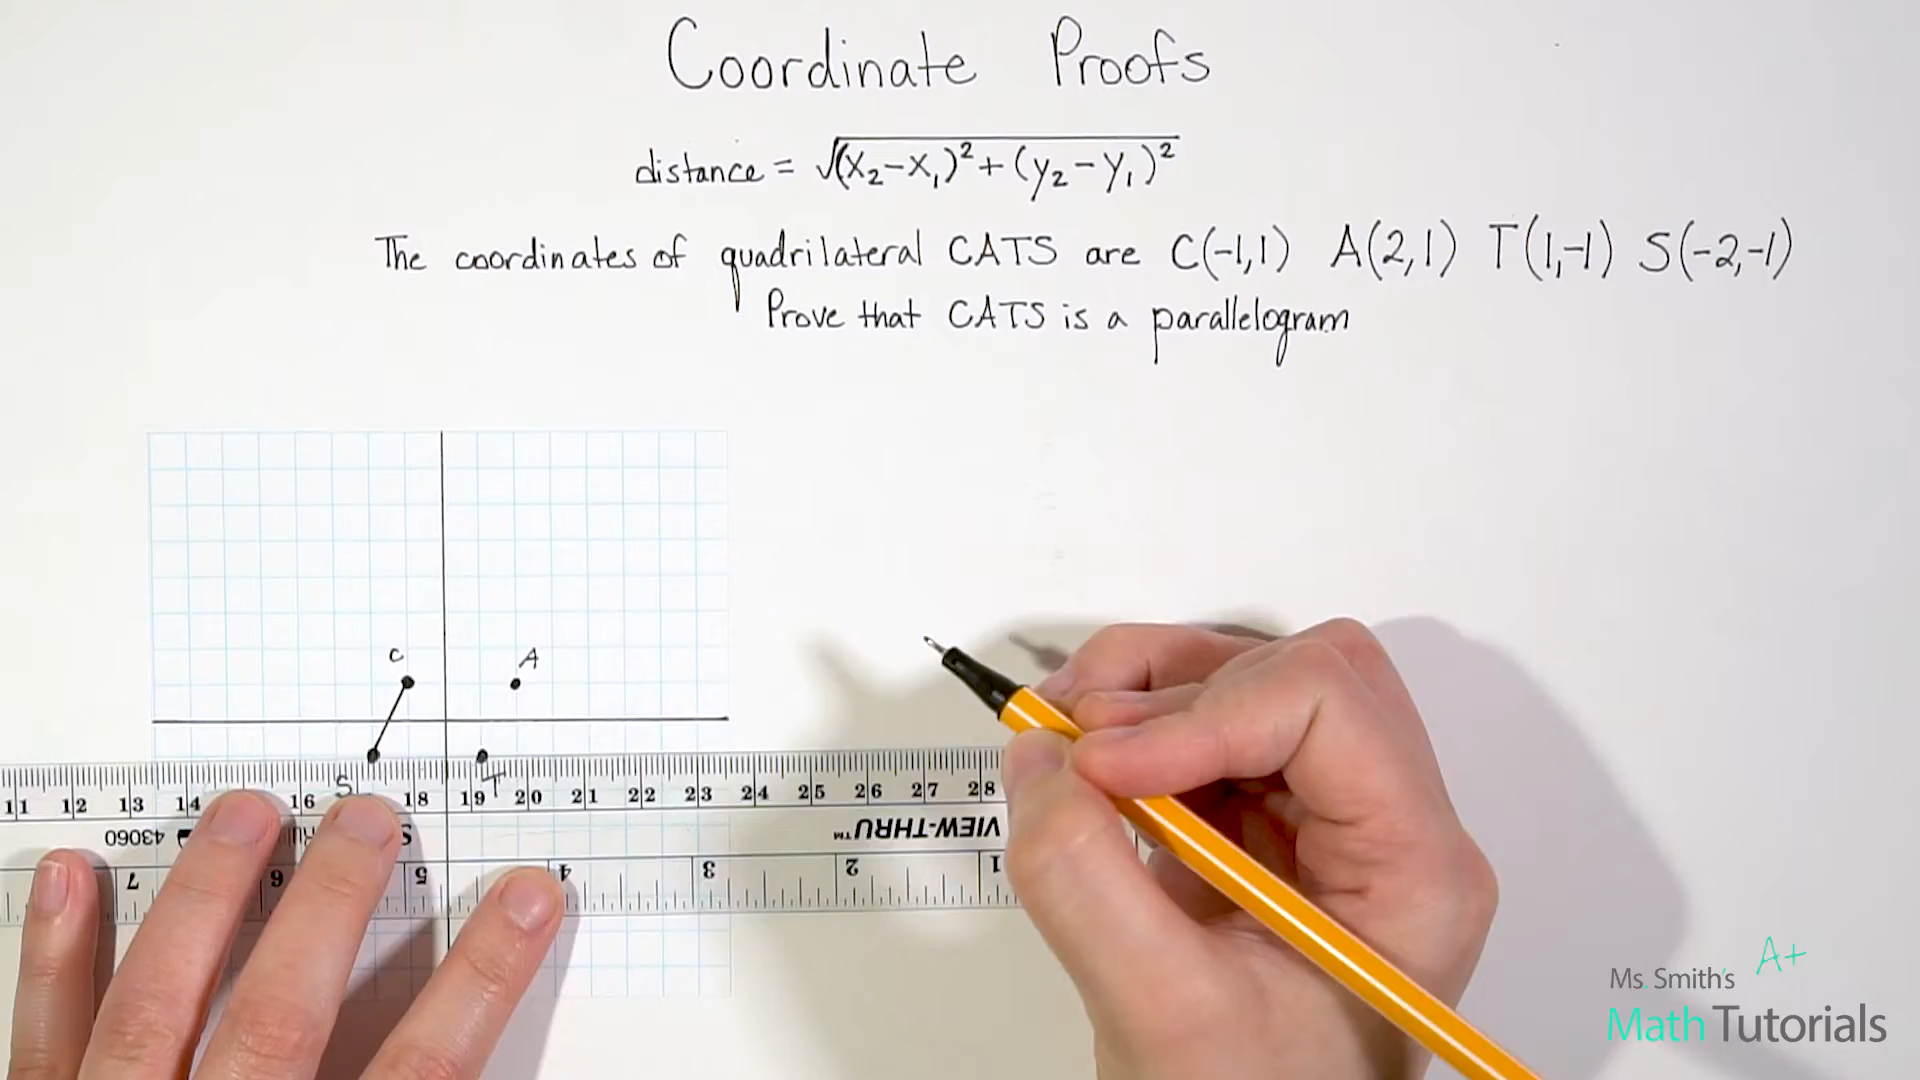 Coordinate Proofs
distance = √(x₂-x₁)² + (y₂-y₁)²
The coordinates of quadrilateral CATS are C(-1,1) A(2,1) T(1,-1) S(-2,-1)
Prove that CATS is a parallelogram
C A
S T
11 12 13 14 16 18 19 20 21 22 23 24 25 26 27 28
43060 VIEW-THRU™
7 6 5 4 3 2 1
A+
Ms. Smith's
Math Tutorials